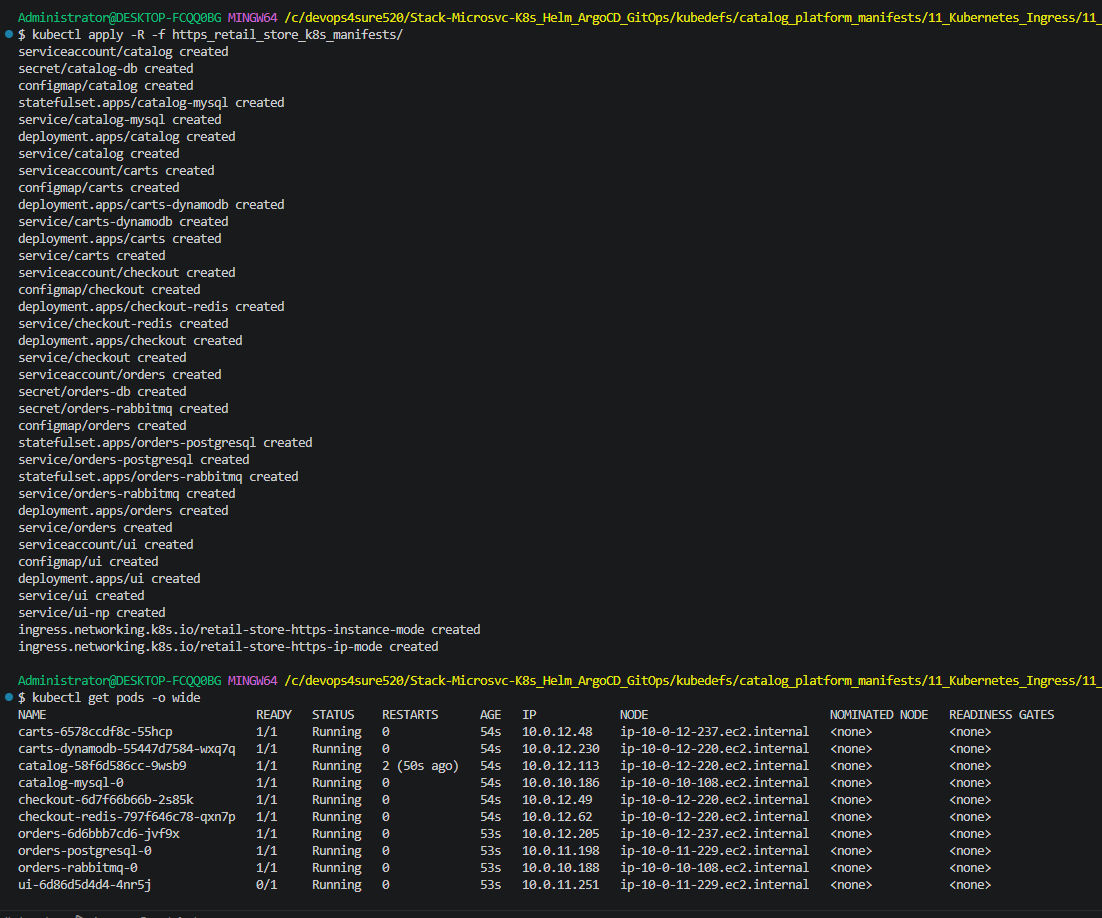 Administrator@DESKTOP-FCQQ0BG MINGW64 /c/devops4sure520/Stack-Microsvc-K8s_Helm_ArgoCD_GitOps/kubedefs/catalog_platform_manifests/11_Kubernetes_Ingress/11_
$ kubectl apply -R -f https_retail_store_k8s_manifests/
serviceaccount/catalog created
secret/catalog-db created
configmap/catalog created
statefulset.apps/catalog-mysql created
service/catalog-mysql created
deployment.apps/catalog created
service/catalog created
serviceaccount/carts created
configmap/carts created
deployment.apps/carts-dynamodb created
service/carts-dynamodb created
deployment.apps/carts created
service/carts created
serviceaccount/checkout created
configmap/checkout created
deployment.apps/checkout-redis created
service/checkout-redis created
deployment.apps/checkout created
service/checkout created
serviceaccount/orders created
secret/orders-db created
secret/orders-rabbitmq created
configmap/orders created
statefulset.apps/orders-postgresql created
service/orders-postgresql created
statefulset.apps/orders-rabbitmq created
service/orders-rabbitmq created
deployment.apps/orders created
service/orders created
serviceaccount/ui created
configmap/ui created
deployment.apps/ui created
service/ui created
service/ui-np created
ingress.networking.k8s.io/retail-store-https-instance-mode created
ingress.networking.k8s.io/retail-store-https-ip-mode created
Administrator@DESKTOP-FCQQ0BG MINGW64 /c/devops4sure520/Stack-Microsvc-K8s_Helm_ArgoCD_GitOps/kubedefs/catalog_platform_manifests/11_Kubernetes_Ingress/11_
$ kubectl get pods -o wide
NAME READY STATUS RESTARTS AGE IP NODE NOMINATED NODE READINESS GATES
carts-6578ccdf8c-55hcp 1/1 Running 0 54s 10.0.12.48 ip-10-0-12-237.ec2.internal <none> <none>
carts-dynamodb-55447d7584-wxq7q 1/1 Running 0 54s 10.0.12.230 ip-10-0-12-220.ec2.internal <none> <none>
catalog-58f6d586cc-9wsb9 1/1 Running 2 (50s ago) 54s 10.0.12.113 ip-10-0-12-220.ec2.internal <none> <none>
catalog-mysql-0 1/1 Running 0 54s 10.0.10.186 ip-10-0-10-108.ec2.internal <none> <none>
checkout-6d7f66b66b-2s85k 1/1 Running 0 54s 10.0.12.49 ip-10-0-12-220.ec2.internal <none> <none>
checkout-redis-797f646c78-qxn7p 1/1 Running 0 54s 10.0.12.62 ip-10-0-12-220.ec2.internal <none> <none>
orders-6d6bbb7cd6-jvf9x 1/1 Running 0 53s 10.0.12.205 ip-10-0-12-237.ec2.internal <none> <none>
orders-postgresql-0 1/1 Running 0 53s 10.0.11.198 ip-10-0-11-229.ec2.internal <none> <none>
orders-rabbitmq-0 1/1 Running 0 53s 10.0.10.188 ip-10-0-10-108.ec2.internal <none> <none>
ui-6d86d5d4d4-4nr5j 0/1 Running 0 53s 10.0.11.251 ip-10-0-11-229.ec2.internal <none> <none>